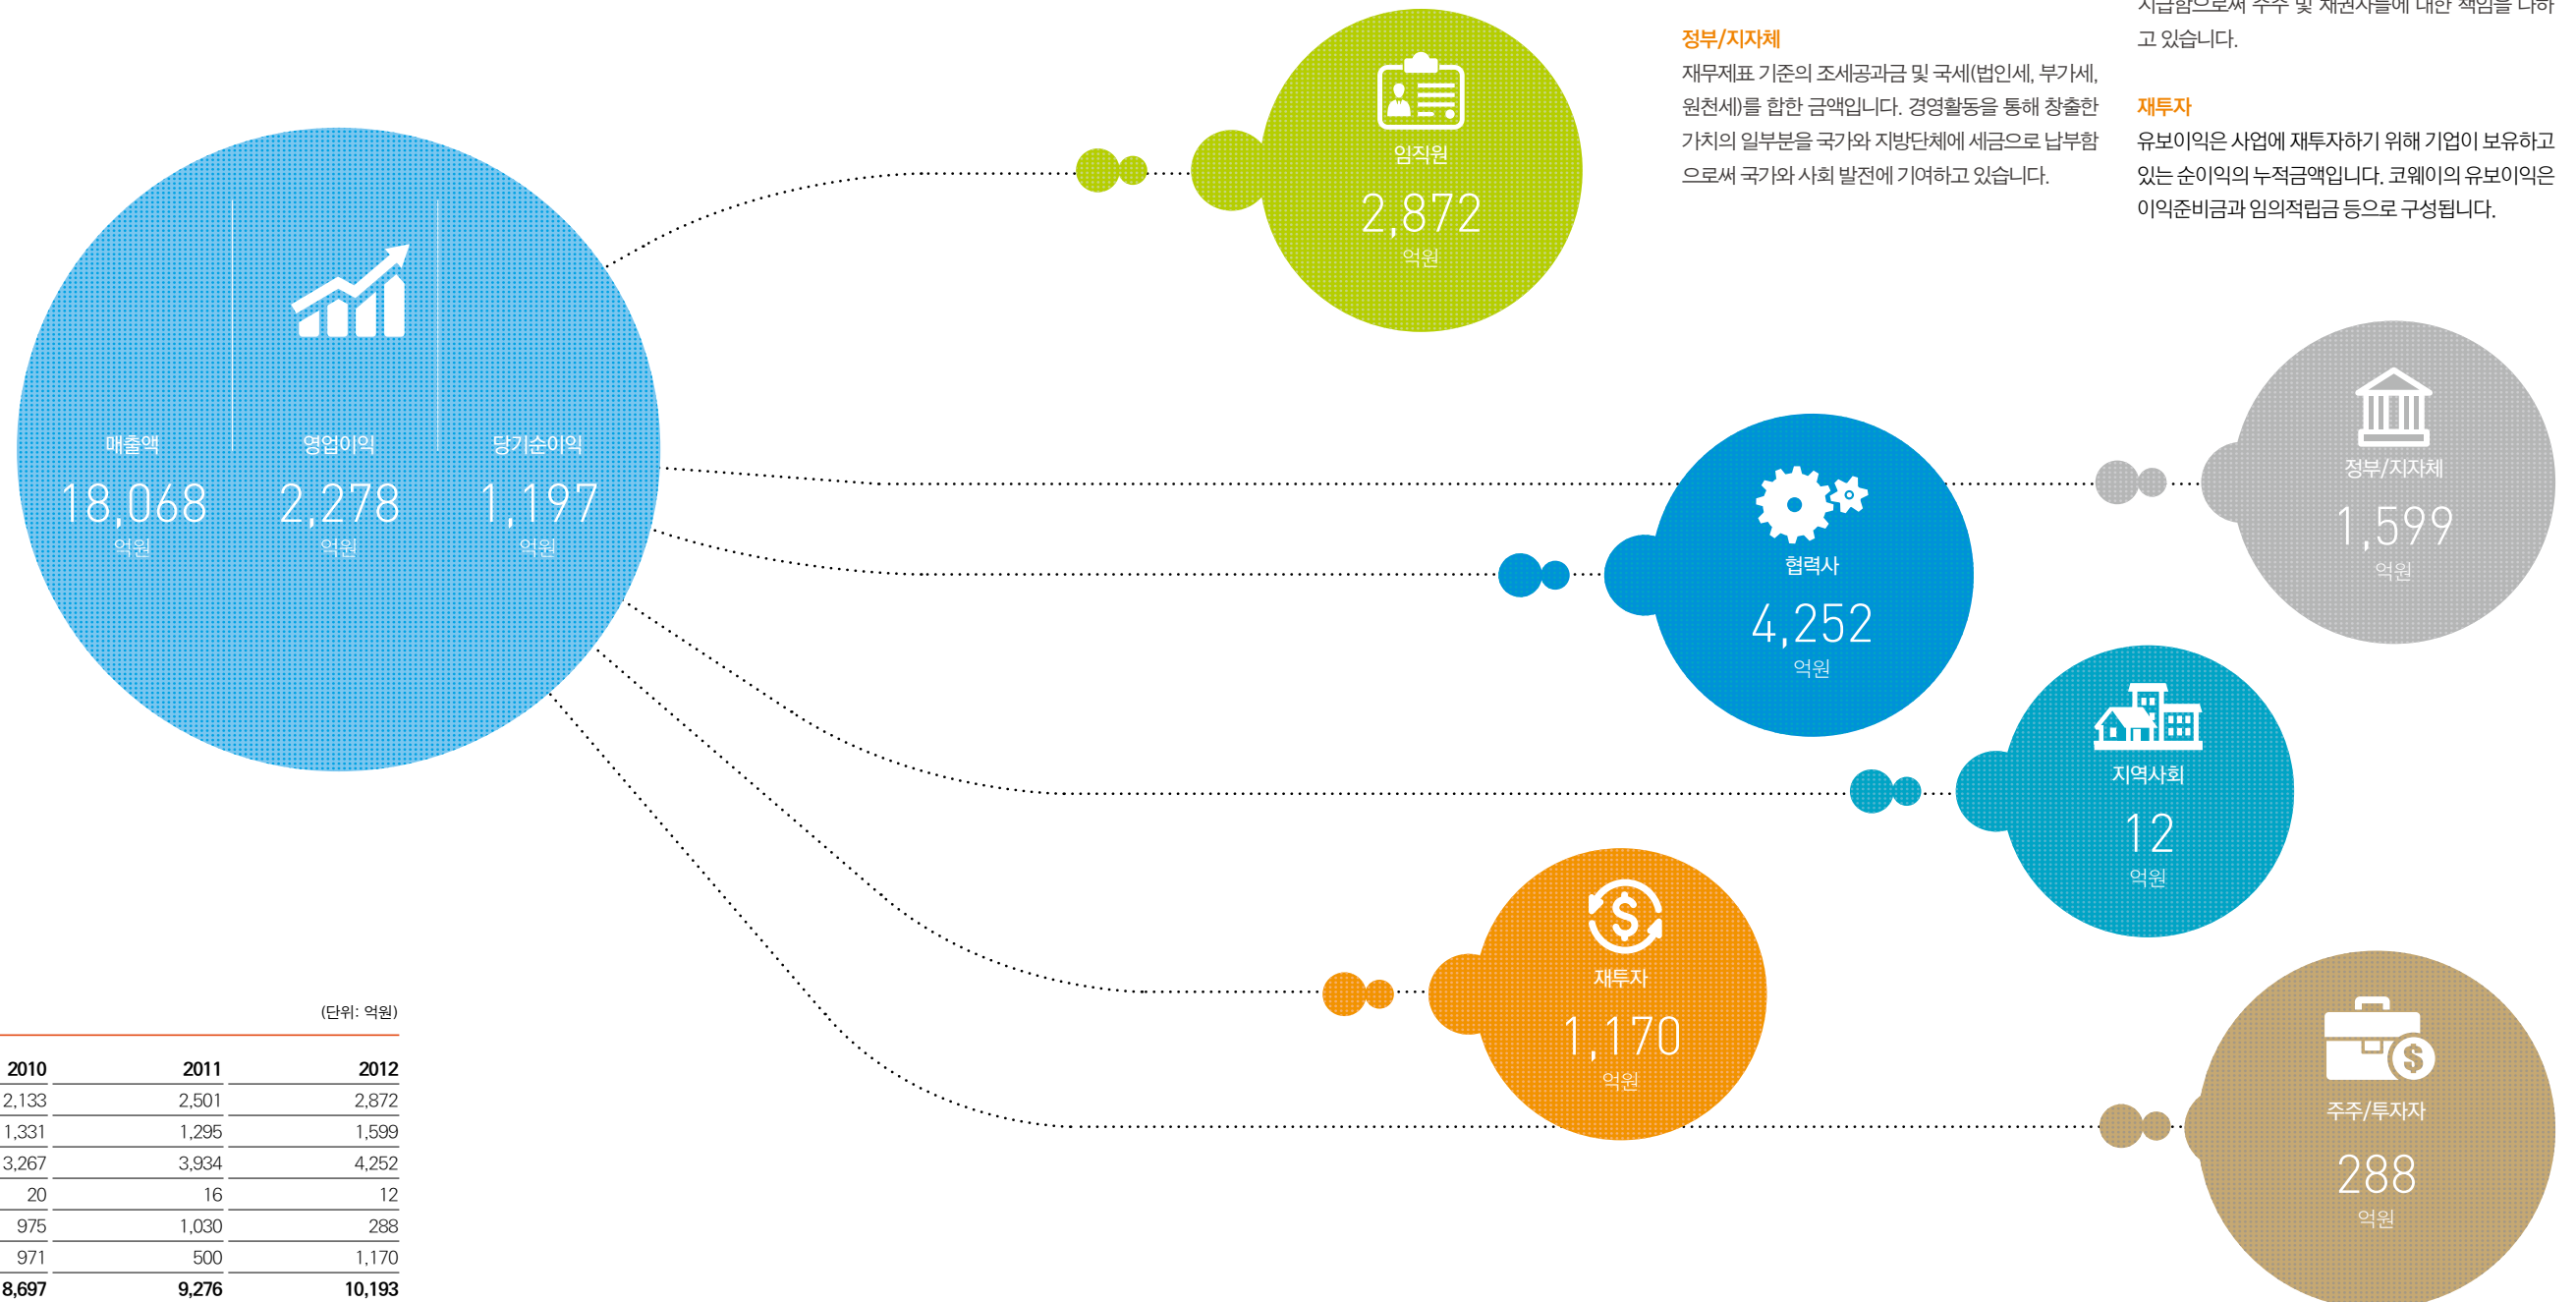 지급함으로써 주주 및 채권자들에 대한 책임을 다하
고 있습니다.
정부/지자체
재무제표 기준의 조세공과금 및 국세(법인세, 부가세,
원천세)를 합한 금액입니다. 경영활동을 통해 창출한
가치의 일부분을 국가와 지방단체에 세금으로 납부함
으로써 국가와 사회 발전에 기여하고 있습니다.
재투자
유보이익은 사업에 재투자하기 위해 기업이 보유하고
있는 순이익의 누적금액입니다. 코웨이의 유보이익은
이익준비금과 임의적립금 등으로 구성됩니다.
임직원
2,872
억원
매출액 영업이익 당기순이익
18,068 2,278 1,197
억원 억원 억원
정부/지자체
1,599
억원
협력사
4,252
억원
지역사회
12
억원
재투자
1,170
억원
주주/투자자
288
억원
(단위: 억원)
2010 2011 2012
2,133 2,501 2,872
1,331 1,295 1,599
3,267 3,934 4,252
20 16 12
975 1,030 288
971 500 1,170
8,697 9,276 10,193